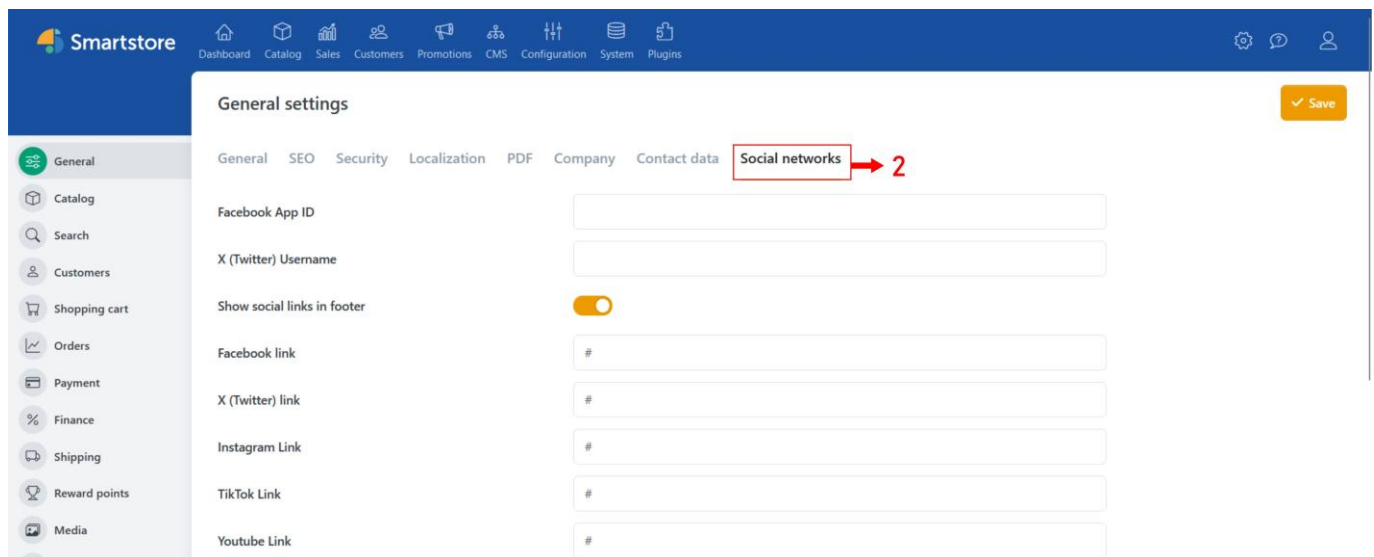 Smartstore
Dashboard Catalog Sales Customers Promotions CMS Configuration System Plugins
General settings
Save
General
Catalog
Search
Customers
Shopping cart
Orders
Payment
Finance
Shipping
Reward points
Media
General SEO Security Localization PDF Company Contact data Social networks 2
Facebook App ID
X (Twitter) Username
Show social links in footer
Facebook link #
X (Twitter) link #
Instagram Link #
TikTok Link #
Youtube Link #